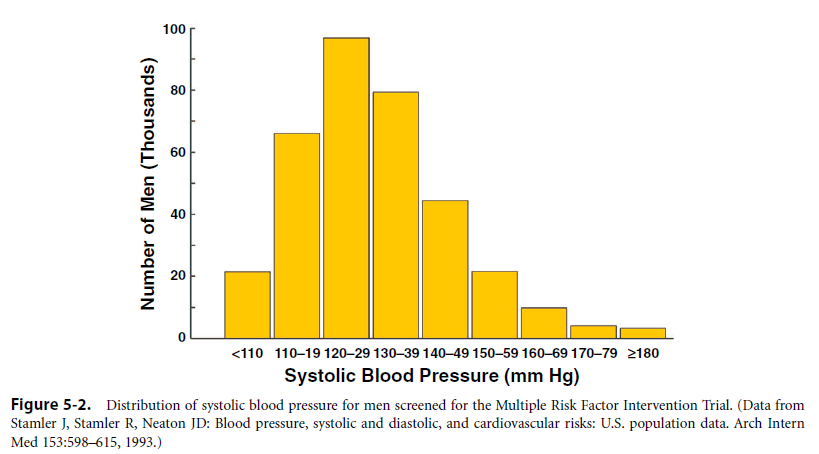 100
80
60
40
20
0
Number of Men (Thousands)
<110 110–19 120–29 130–39 140–49 150–59 160–69 170–79 ≥180
Systolic Blood Pressure (mm Hg)
Figure 5-2. Distribution of systolic blood pressure for men screened for the Multiple Risk Factor Intervention Trial. (Data from
Stamler J, Stamler R, Neaton JD: Blood pressure, systolic and diastolic, and cardiovascular risks: U.S. population data. Arch Intern
Med 153:598–615, 1993.)